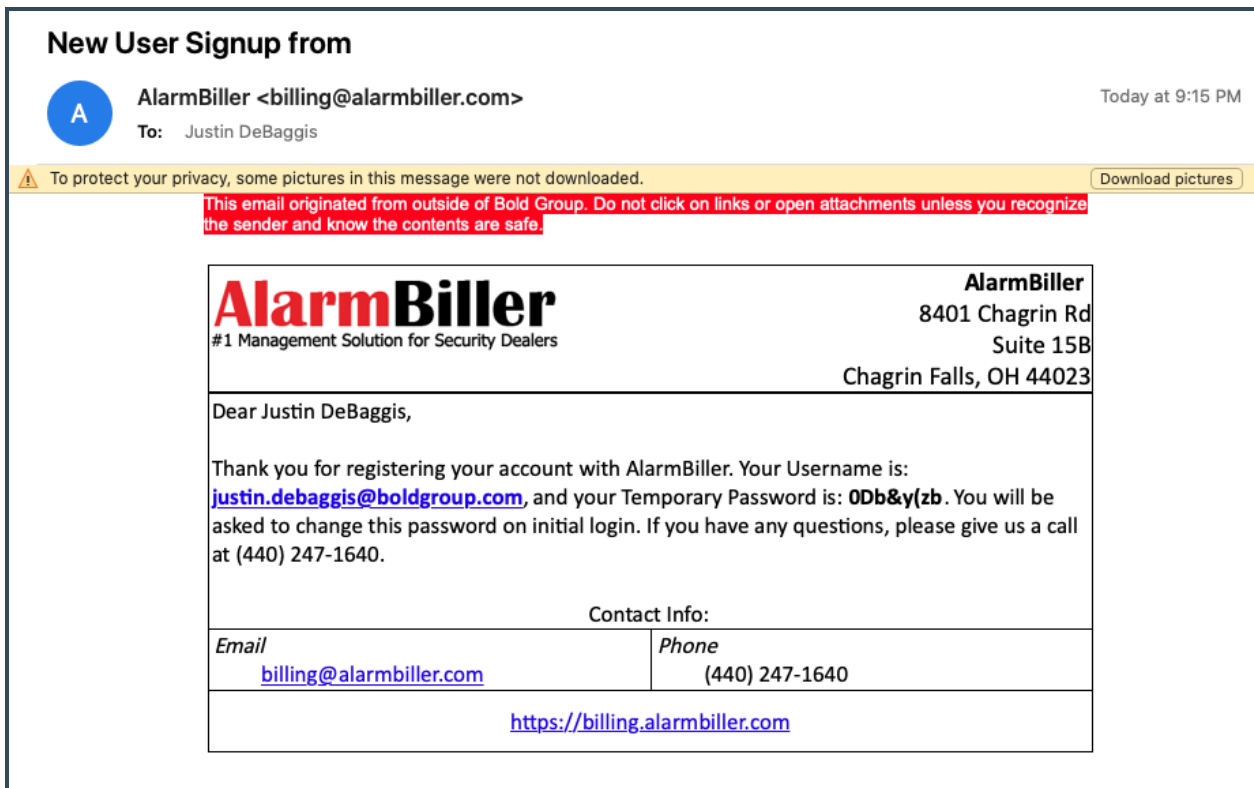 New User Signup from
A
AlarmBiller <billing@alarmbiller.com>
Today at 9:15 PM
To: Justin DeBaggis
To protect your privacy, some pictures in this message were not downloaded.
Download pictures
This email originated from outside of Bold Group. Do not click on links or open attachments unless you recognize
the sender and know the contents are safe.
AlarmBiller
#1 Management Solution for Security Dealers
AlarmBiller
8401 Chagrin Rd
Suite 15B
Chagrin Falls, OH 44023
Dear Justin DeBaggis,
Thank you for registering your account with AlarmBiller. Your Username is:
justin.debaggis@boldgroup.com, and your Temporary Password is: 0Db&y(zb. You will be
asked to change this password on initial login. If you have any questions, please give us a call
at (440) 247-1640.
Contact Info:
Email
billing@alarmbiller.com
Phone
(440) 247-1640
https://billing.alarmbiller.com